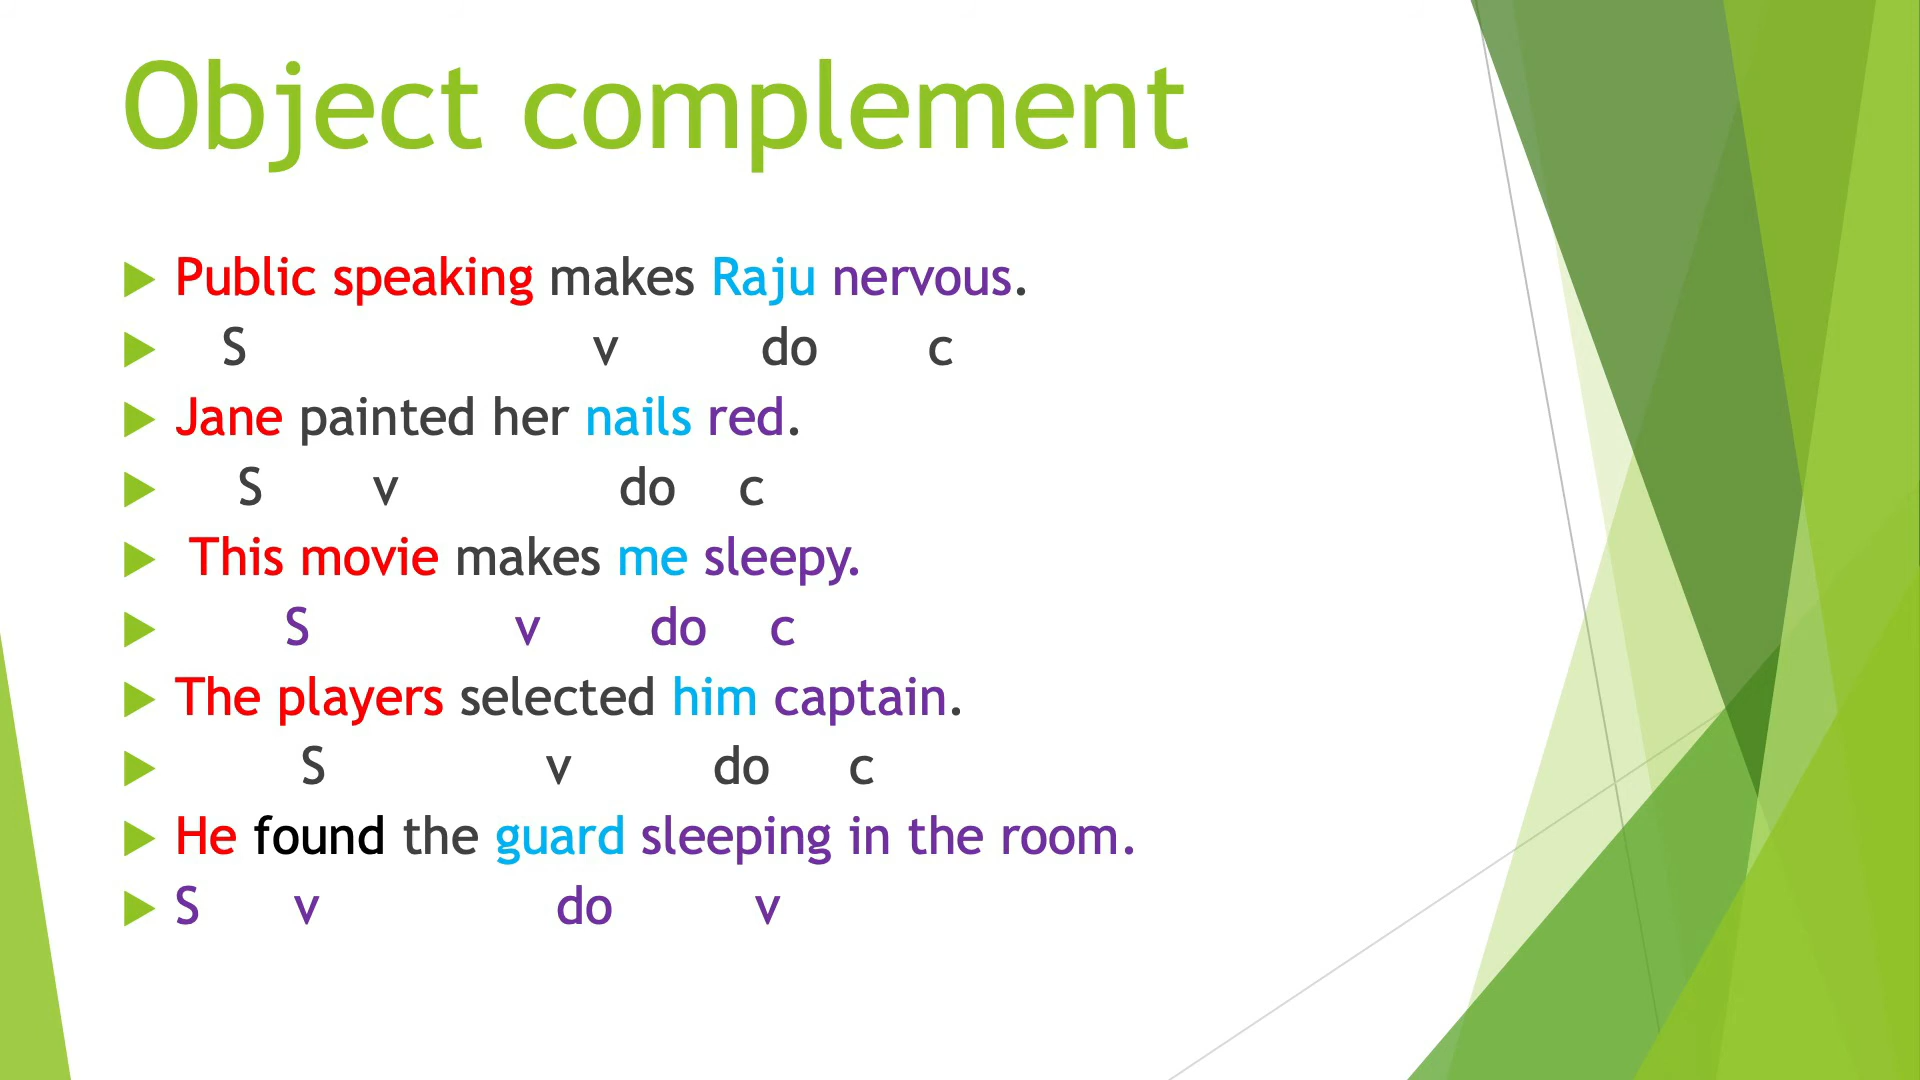 Object complement
Public speaking makes Raju nervous.
S v do c
Jane painted her nails red.
S v do c
This movie makes me sleepy.
S v do c
The players selected him captain.
S v do c
He found the guard sleeping in the room.
S v do v